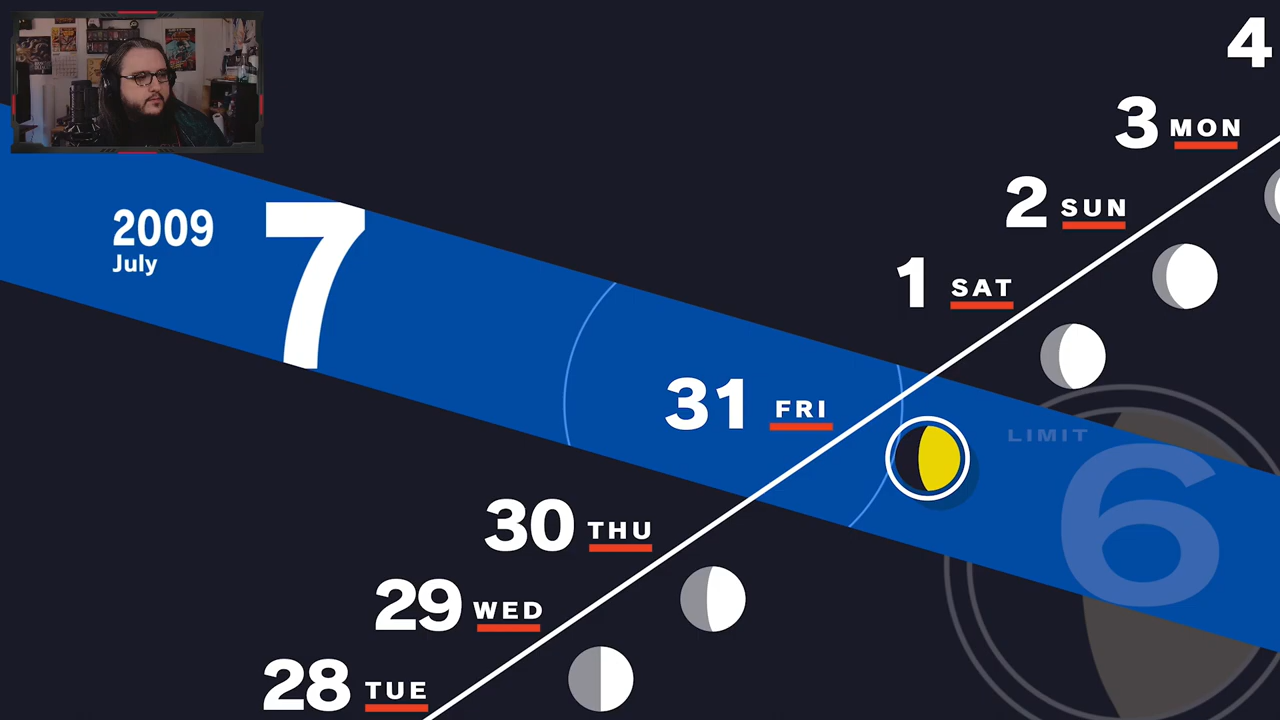 4
3 MON
2 SUN
1 SAT
2009
July
7
31 FRI
LIMIT
6
30 THU
29 WED
28 TUE